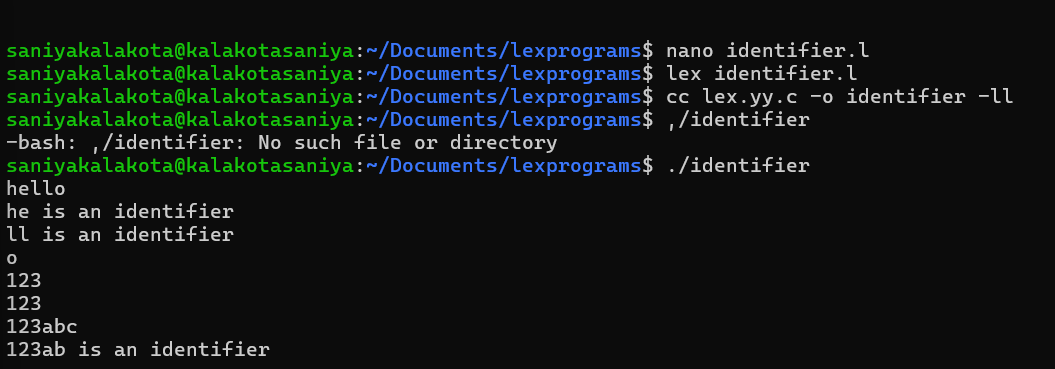 saniyakalakota@kalakotasaniya:~/Documents/lexprograms$ nano identifier.l
saniyakalakota@kalakotasaniya:~/Documents/lexprograms$ lex identifier.l
saniyakalakota@kalakotasaniya:~/Documents/lexprograms$ cc lex.yy.c -o identifier -ll
saniyakalakota@kalakotasaniya:~/Documents/lexprograms$ ,/identifier
-bash: ,/identifier: No such file or directory
saniyakalakota@kalakotasaniya:~/Documents/lexprograms$ ./identifier
hello
he is an identifier
ll is an identifier
o
123
123
123abc
123ab is an identifier